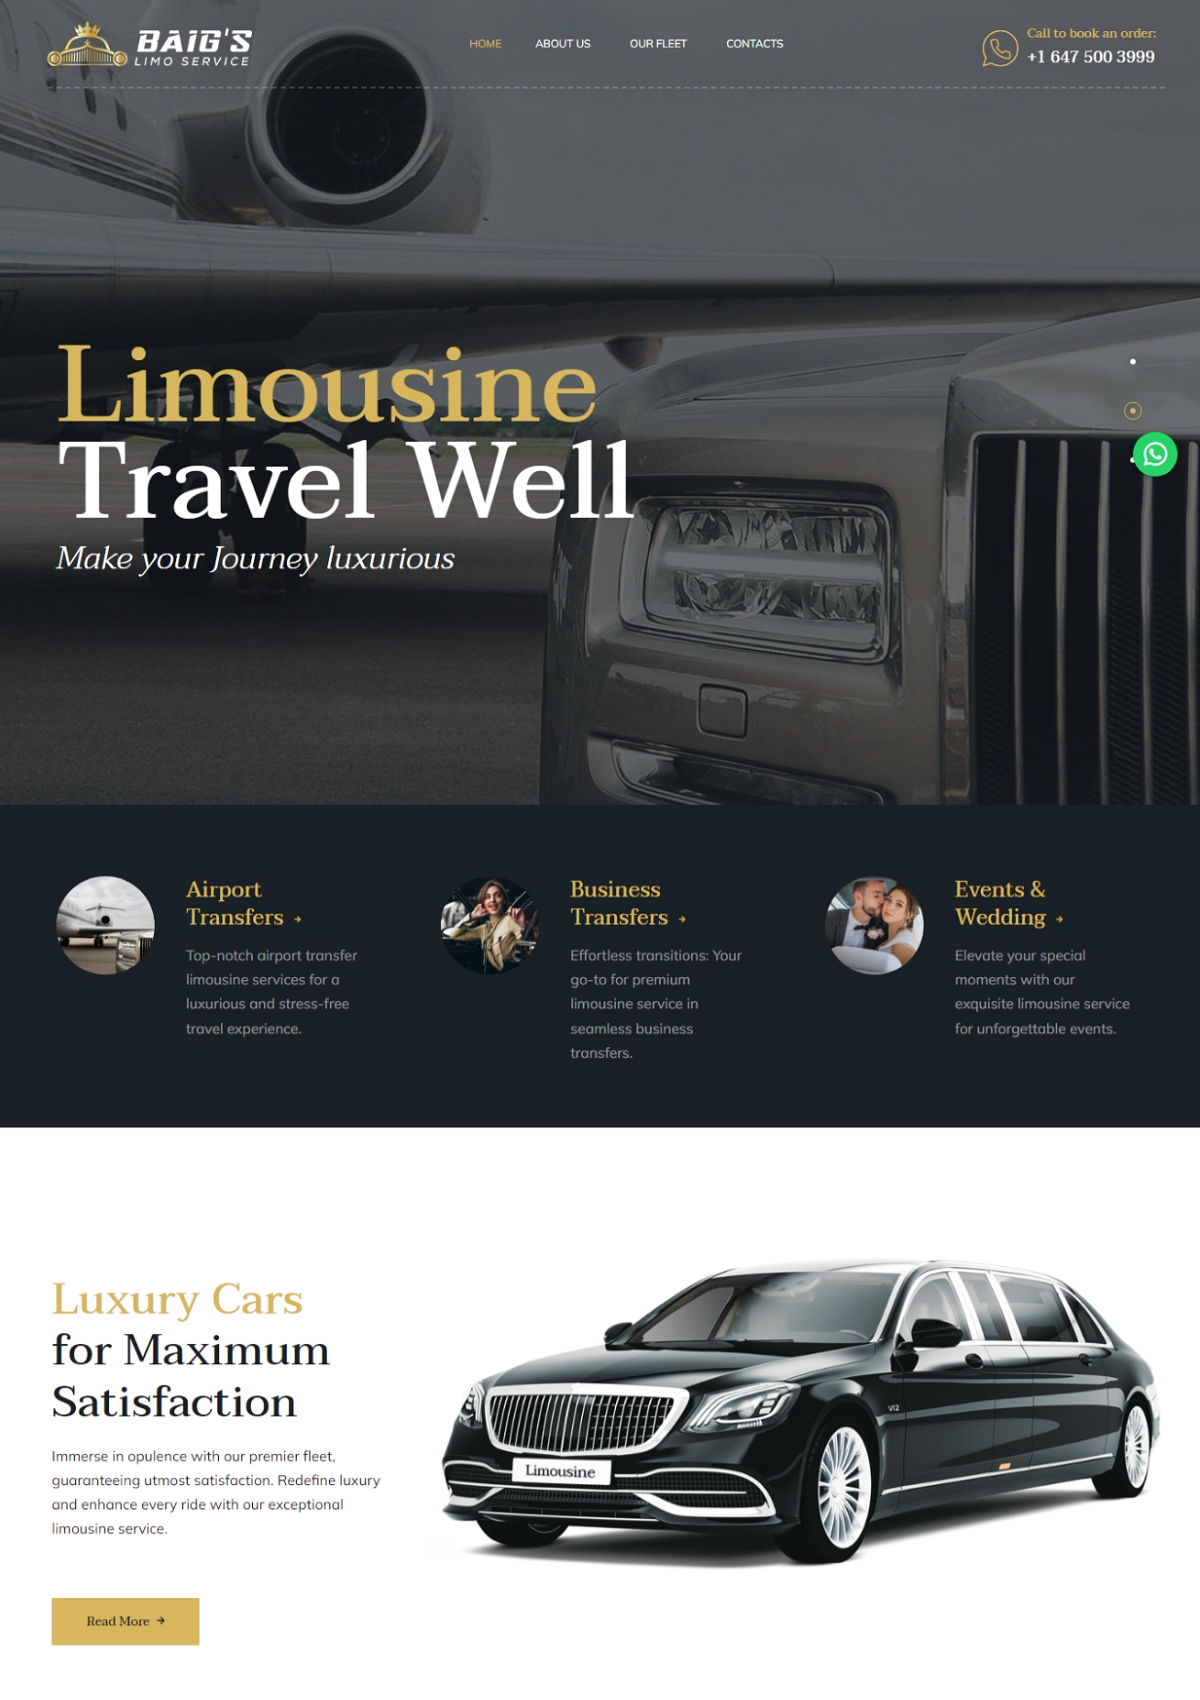 BAIG'S
LIMO SERVICE
HOME
ABOUT US
OUR FLEET
CONTACTS
Call to book an order:
+1 647 500 3999
Limousine
Travel Well
Make your Journey luxurious
Airport
Transfers
Top-notch airport transfer
limousine services for a
luxurious and stress-free
travel experience.
Business
Transfers
Effortless transitions: Your
go-to for premium
limousine service in
seamless business
transfers.
Events &
Wedding
Elevate your special
moments with our
exquisite limousine service
for unforgettable events.
Luxury Cars
for Maximum
Satisfaction
Immerse in opulence with our premier fleet,
guaranteeing utmost satisfaction. Redefine luxury
and enhance every ride with our exceptional
limousine service.
Read More
Limousine
V12